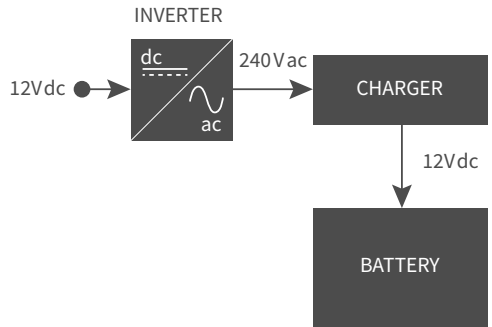 INVERTER
12Vdc
dc
ac
240Vac
CHARGER
12Vdc
BATTERY